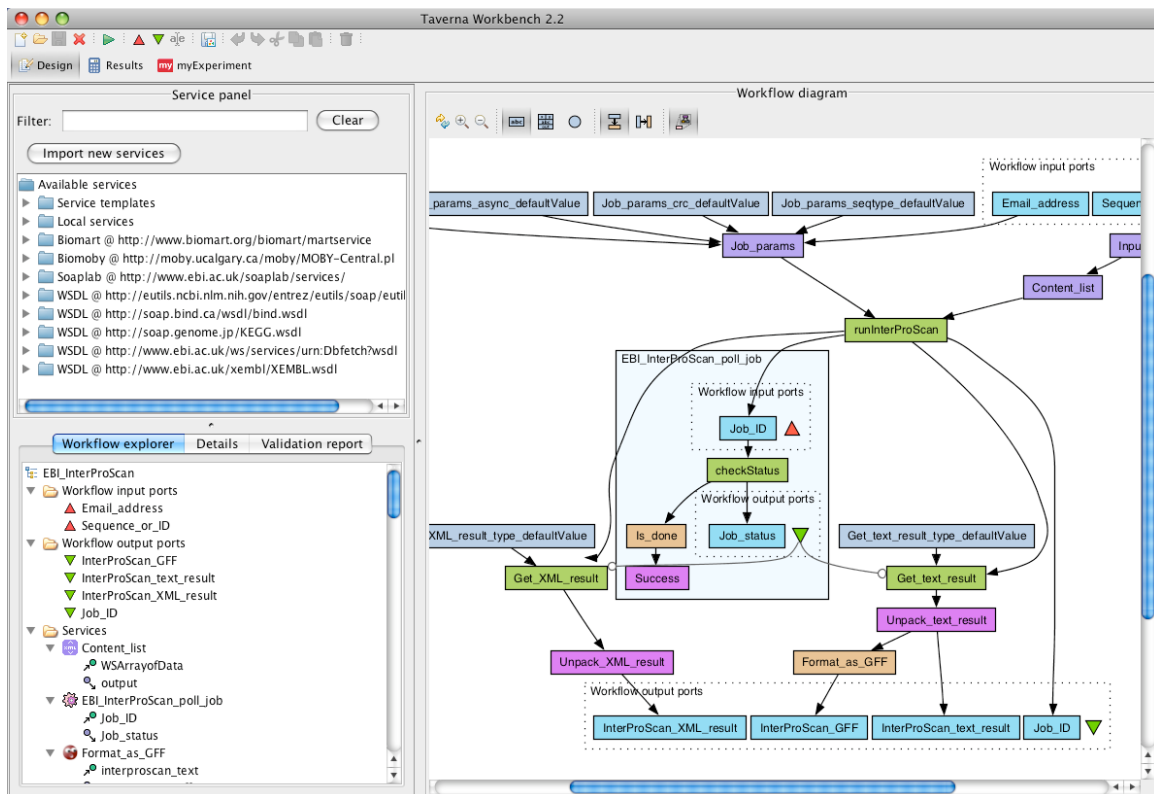 Taverna Workbench 2.2
Design
Results
my myExperiment
Service panel
Filter:
Clear
Import new services
Available services
Service templates
Local services
Biomart @ http://www.biomart.org/biomart/martservice
Biomoby @ http://moby.ucalgary.ca/moby/MOBY-Central.pl
Soaplab @ http://www.ebi.ac.uk/soaplab/services/
WSDL @ http://eutils.ncbi.nlm.nih.gov/entrez/eutils/soap/eutil
WSDL @ http://soap.bind.ca/wsdl/bind.wsdl
WSDL @ http://soap.genome.jp/KEGG.wsdl
WSDL @ http://www.ebi.ac.uk/ws/services/urn:Dbfetch?wsdl
WSDL @ http://www.ebi.ac.uk/xembl/XEMBL.wsdl
Workflow explorer
Details
Validation report
EBI_InterProScan
Workflow input ports
Email_address
Sequence_or_ID
Workflow output ports
InterProScan_GFF
InterProScan_text_result
InterProScan_XML_result
Job_ID
Services
Content_list
WSArrayofData
output
EBI_InterProScan_poll_job
Job_ID
Job_status
Format_as_GFF
interproscan_text
Workflow diagram
abc
Workflow input ports
_params_async_defaultValue
Job_params_crc_defaultValue
Job_params_seqtype_defaultValue
Email_address
Sequen
Job_params
Inpu
Content_list
runInterProScan
EBI_InterProScan_poll_job
Workflow input ports
Job_ID
checkStatus
Workflow output ports
XML_result_type_defaultValue
Is_done
Job_status
Get_text_result_type_defaultValue
Get_XML_result
Success
Get_text_result
Unpack_text_result
Unpack_XML_result
Format_as_GFF
Workflow output ports
InterProScan_XML_result
InterProScan_GFF
InterProScan_text_result
Job_ID